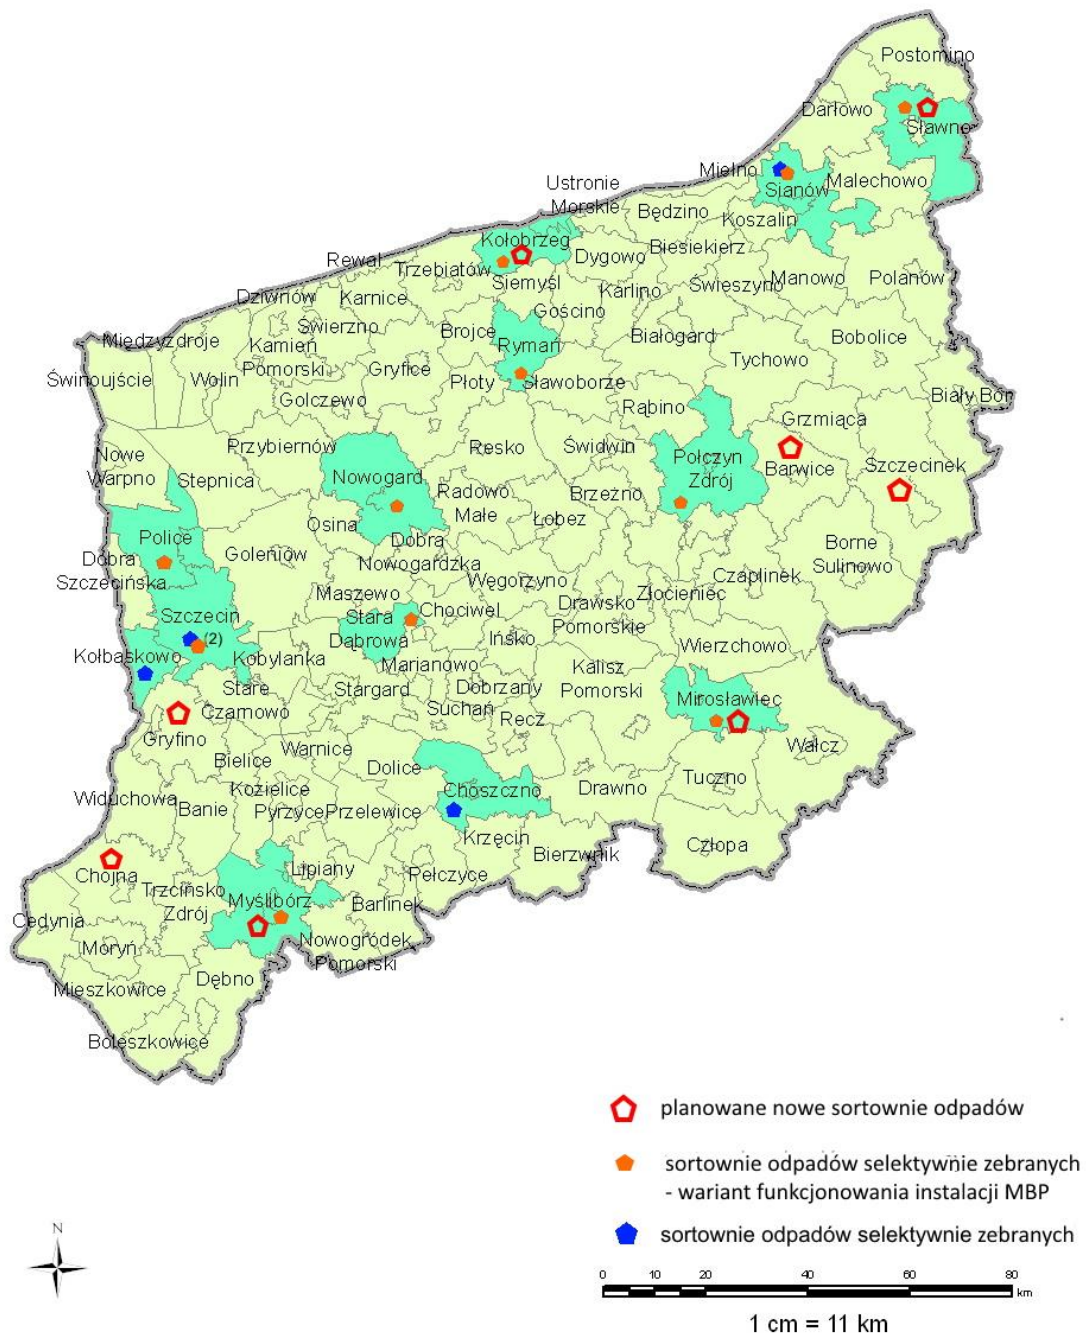 Postomino
Darłowo
Sławno
Mielno
Sianów
Malechowo
Ustronie
Morskie
Będzino
Koszalin
Kołobrzeg
Dygowo
Biesiekierz
Rewal
Trzebiatów
Siemyśl
Karlino
Świeszyno
Manowo
Polanów
Dziwnów
Karnice
Gościno
Świerzno
Brojce
Białogard
Bobolice
Międzyzdroje
Kamień
Pomorski
Rymań
Tychowo
Świnoujście
Wolin
Gryfice
Płoty
Sławoborze
Golczewo
Rąbino
Grzmiąca
Biały Bór
Nowe
Warpno
Przybiernów
Resko
Świdwin
Połczyn
Zdrój
Barwice
Szczecinek
Stepnica
Nowogard
Radowo
Małe
Brzeżno
Osina
Łobez
Police
Dobra
Nowogardzka
Borne
Sulinowo
Dobra
Szczecińska
Goleniów
Maszewo
Węgorzyno
Czaplinek
Złocieniec
Szczecin
(2)
Stara
Dąbrowa
Chociwel
Drawsko
Pomorskie
Ińsko
Wierzchowo
Kołbaskowo
Kobylanka
Marianowo
Kalisz
Pomorski
Stare
Czarnowo
Stargard
Dobrzany
Suchań
Recz
Mirosławiec
Gryfino
Warnice
Bielice
Dolice
Wałcz
Tuczno
Widuchowa
Banie
Kozielice
Pyrzyce
Przelewice
Choszczno
Drawno
Krzęcin
Bierzwnik
Człopa
Chojna
Trzcińsko
Zdrój
Lipiany
Pełczyce
Cedynia
Myślibórz
Barlinek
Moryń
Nowogródek
Pomorski
Mieszkowice
Dębno
Boleszkowice
planowane nowe sortownie odpadów
sortownie odpadów selektywnie zebranych
- wariant funkcjonowania instalacji MBP
sortownie odpadów selektywnie zebranych
N
0 10 20 40 60 80
km
1 cm = 11 km